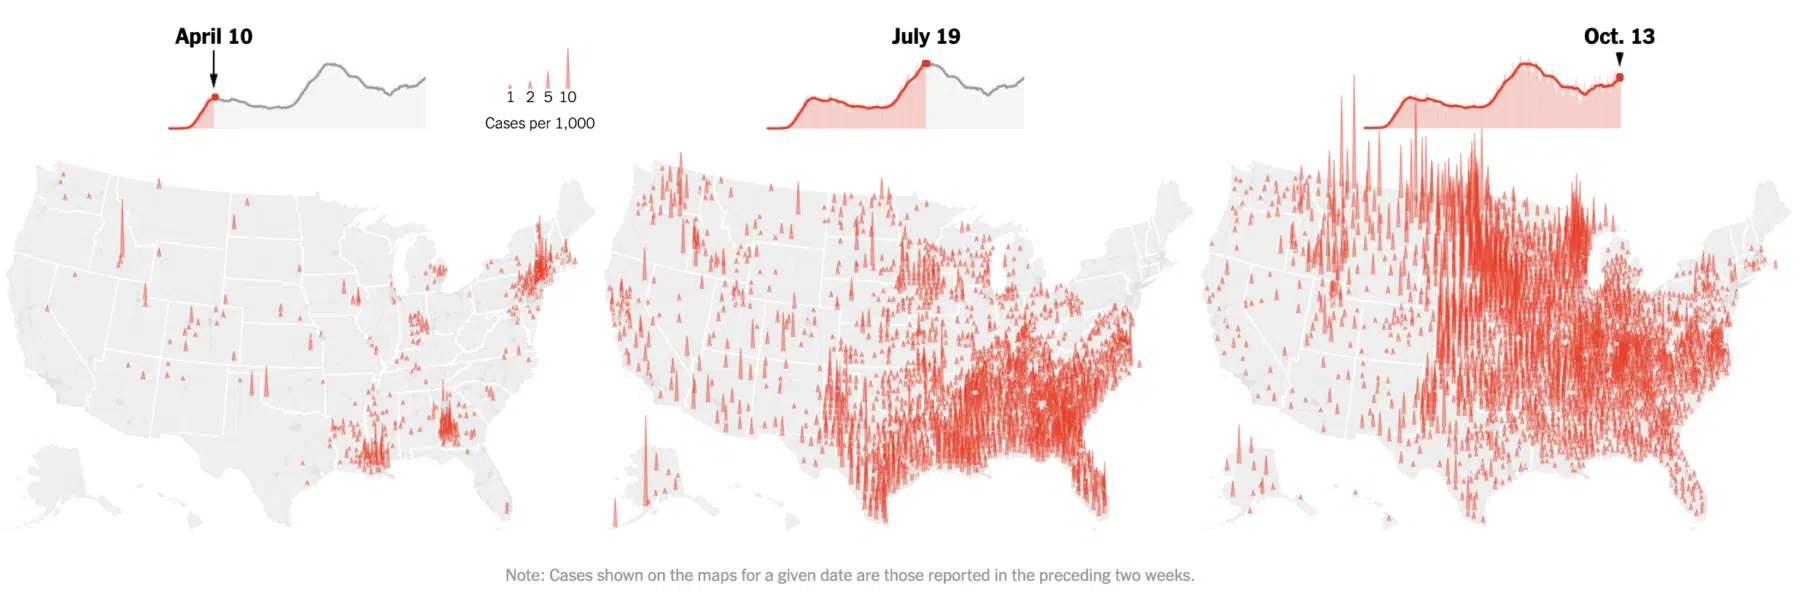 April 10
July 19
Oct. 13
1 2 5 10
Cases per 1,000
Note: Cases shown on the maps for a given date are those reported in the preceding two weeks.